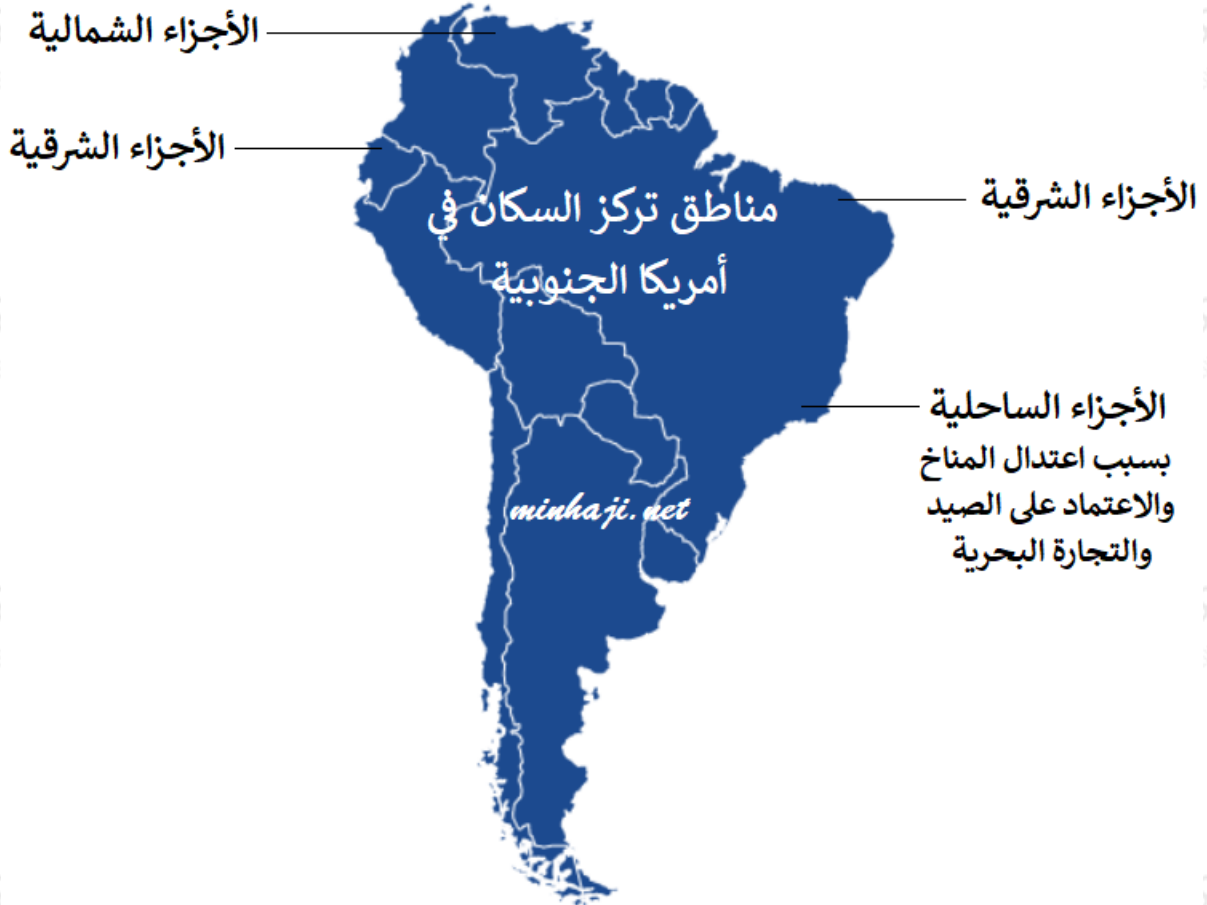 الأجزاء الشمالية
الأجزاء الشرقية
الأجزاء الشرقية
مناطق تركز السكان في
أمريكا الجنوبية
الأجزاء الساحلية
بسبب اعتدال المناخ
والاعتماد على الصيد
والتجارة البحرية
minhaji.net